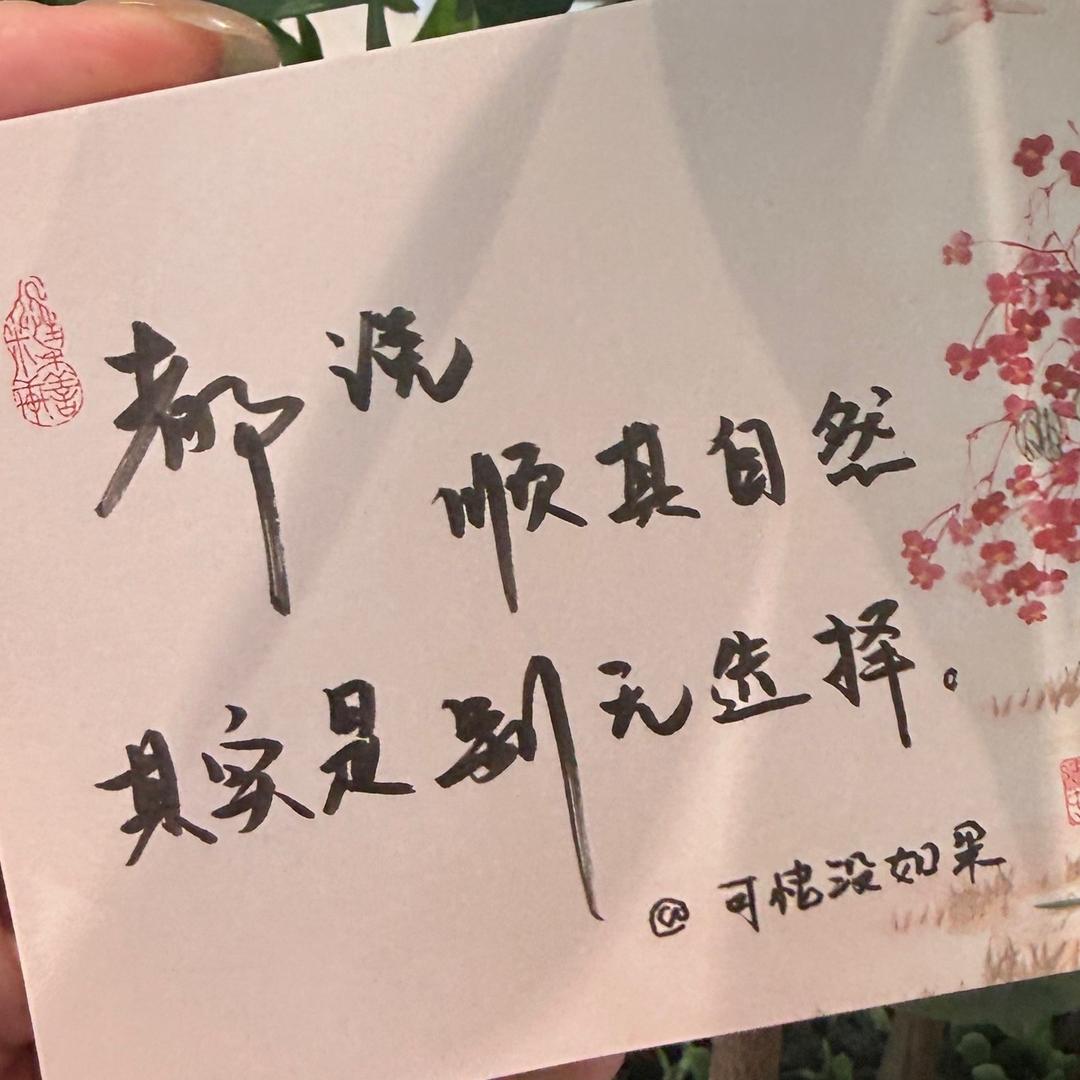 都说
顺其自然
其实是别无选择。
@可惜没如果